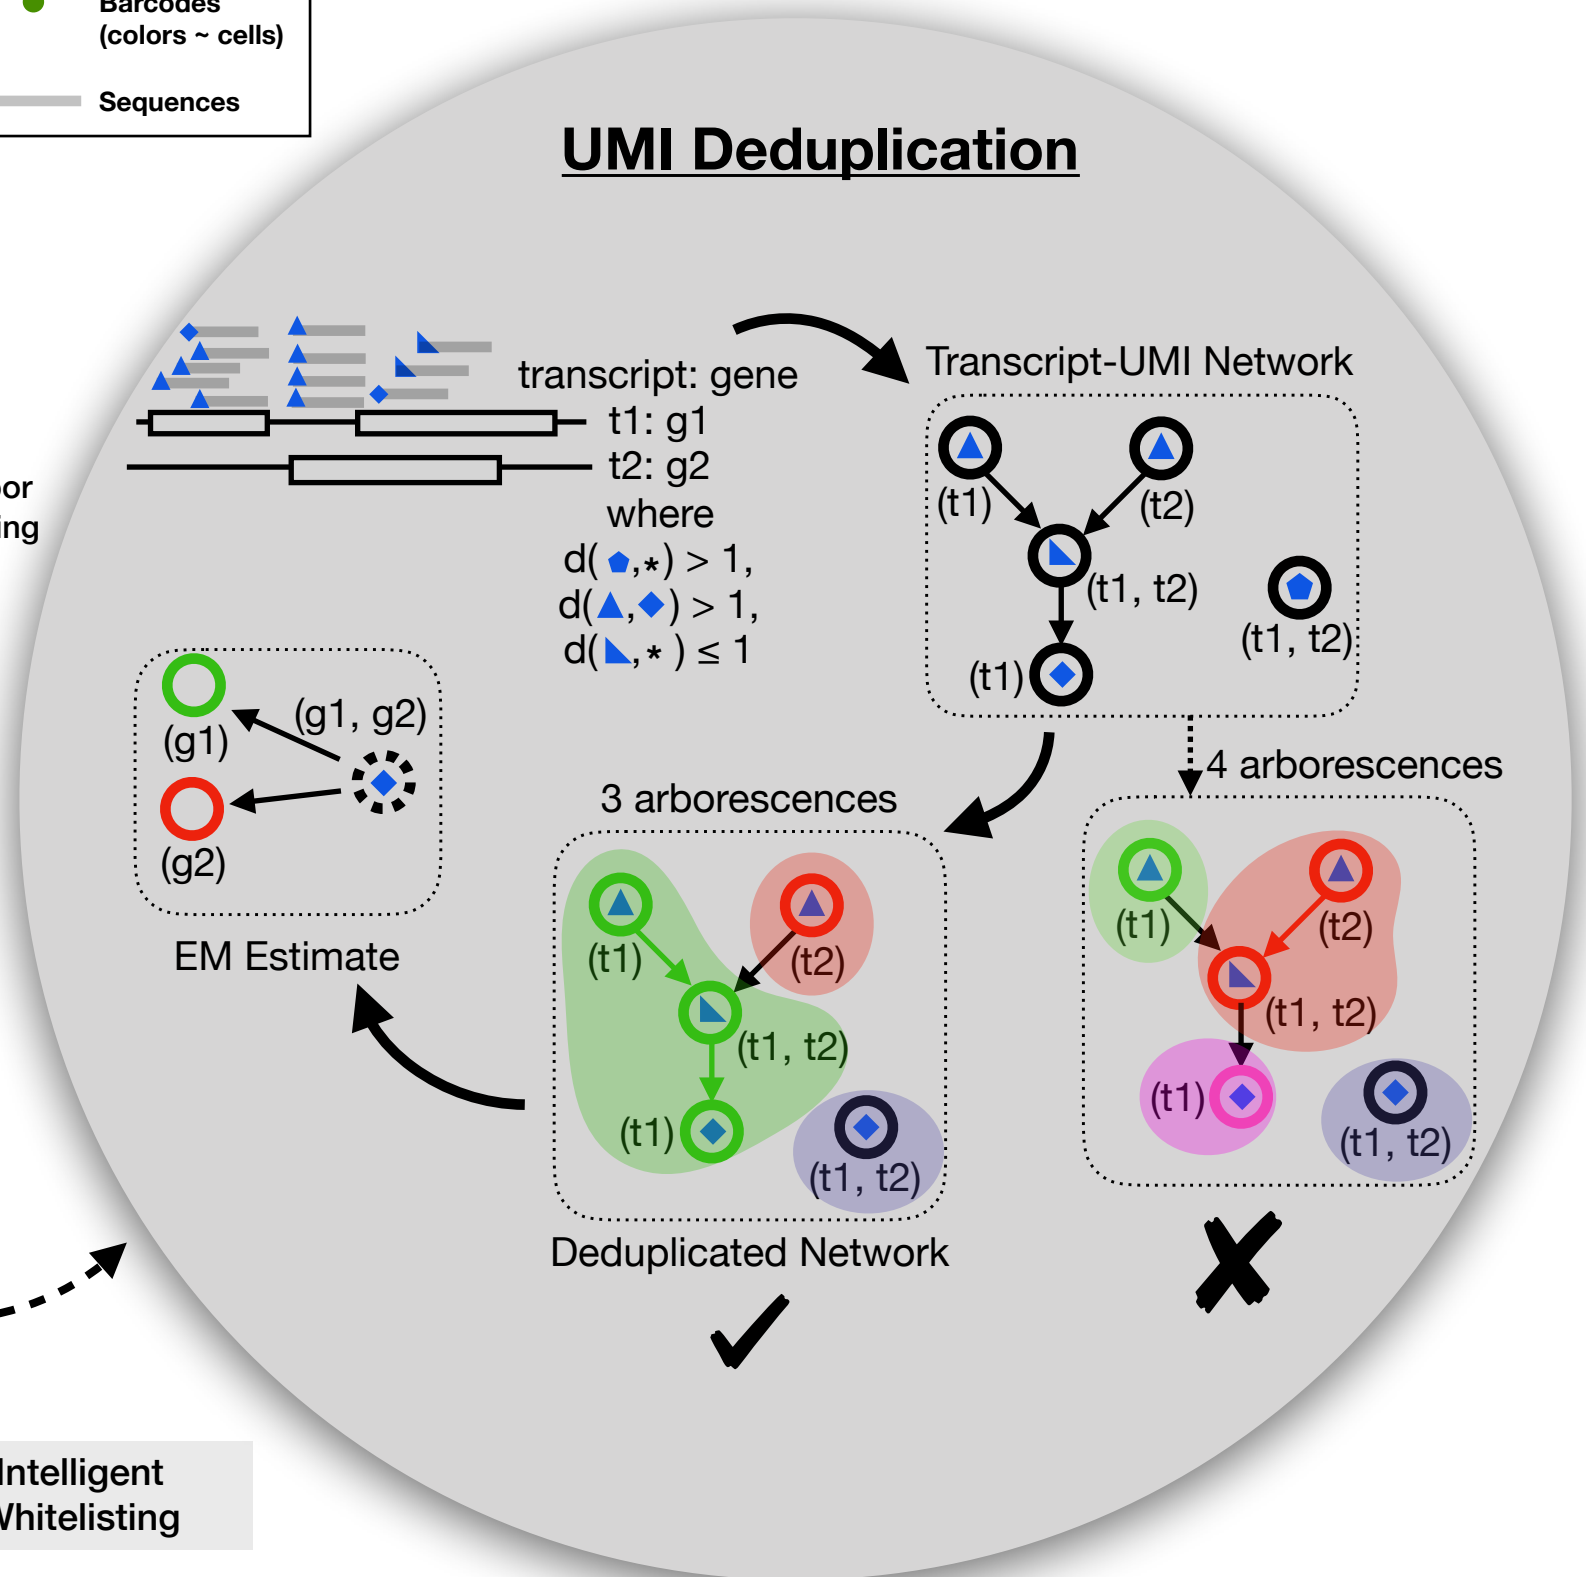 Barcodes
(colors ~ cells)
Sequences
UMI Deduplication
transcript: gene
t1: g1
t2: g2
where
d( , *) > 1,
d( , ) > 1,
d( , * ) ≤ 1
Transcript-UMI Network
(t1)
(t2)
(t1, t2)
(t1, t2)
(t1)
(g1, g2)
(g1)
(g2)
EM Estimate
3 arborescences
(t1)
(t2)
(t1, t2)
(t1)
(t1, t2)
Deduplicated Network
4 arborescences
(t1)
(t2)
(t1, t2)
(t1)
(t1, t2)
Intelligent
Whitelisting